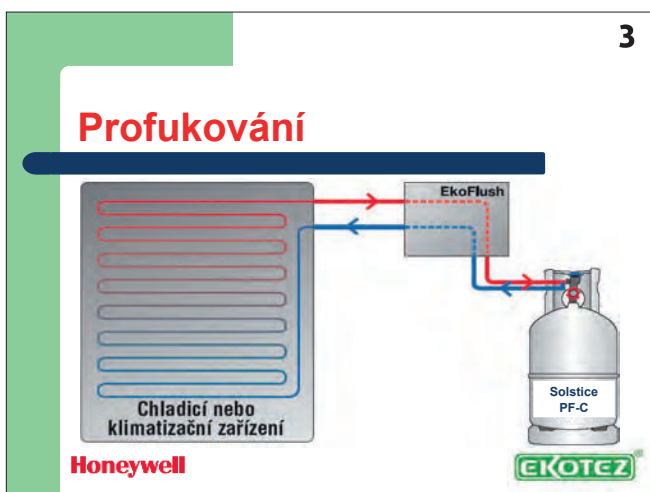 3
Profukování
EkoFlush
Solstice
PF-C
Chladicí nebo
klimatizační zařízení
Honeywell
EKOTEZ®